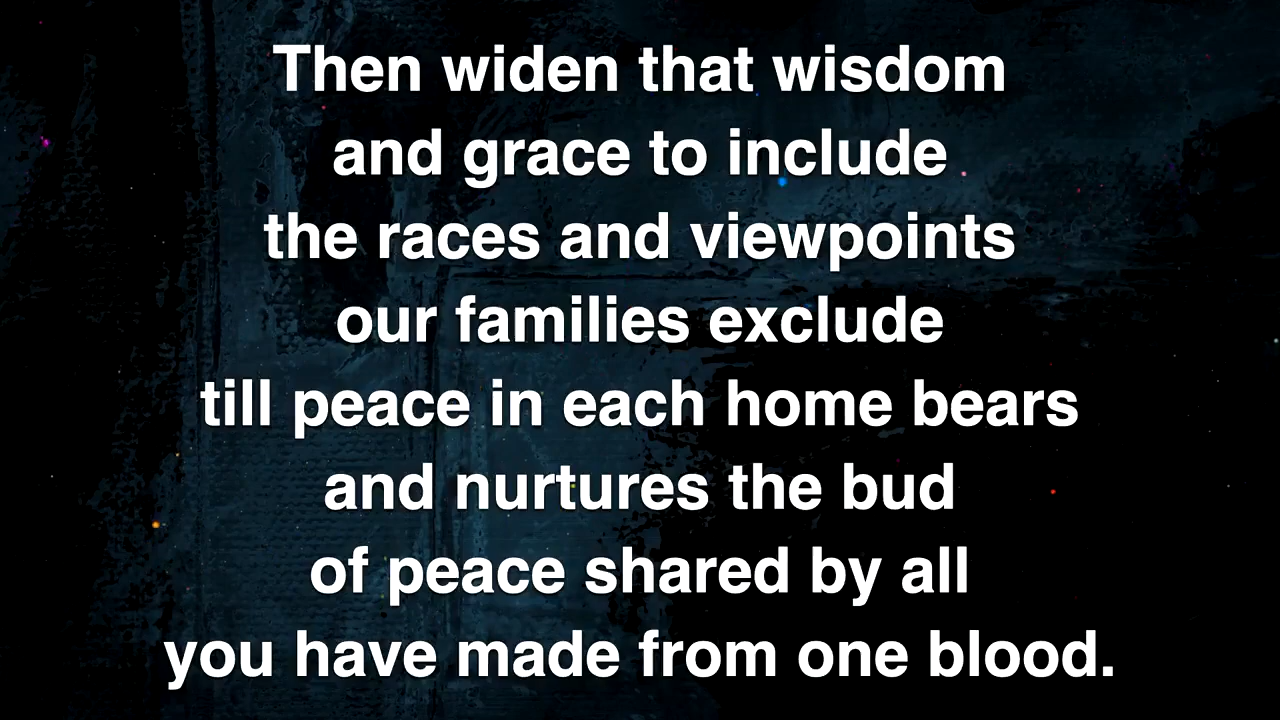 Then widen that wisdom
and grace to include
the races and viewpoints
our families exclude
till peace in each home bears
and nurtures the bud
of peace shared by all
you have made from one blood.